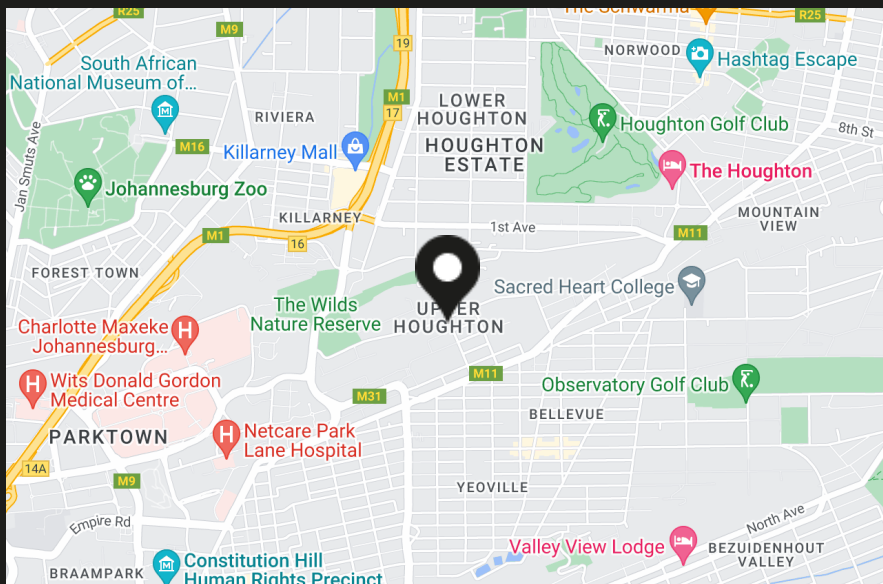 The Schwarma
R25
R25
M9
19
NORWOOD
Hashtag Escape
South African
National Museum of...
M1
17
LOWER
HOUGHTON
HOUGHTON
ESTATE
RIVIERA
Houghton Golf Club
8th St
Jan Smuts Ave
M16
Killarney Mall
The Houghton
Johannesburg Zoo
KILLARNEY
MOUNTAIN
VIEW
1st Ave
M11
M1
16
FOREST TOWN
Sacred Heart College
The Wilds
Nature Reserve
UPPER
HOUGHTON
Charlotte Maxeke
Johannesburg...
M11
Wits Donald Gordon
Medical Centre
Observatory Golf Club
M31
BELLEVUE
PARKTOWN
Netcare Park
Lane Hospital
14A
M9
YEOVILLE
Empire Rd
North Ave
Valley View Lodge
BEZUIDENHOUT
VALLEY
BRAAMPARK
Constitution Hill
Human Rights Precinct